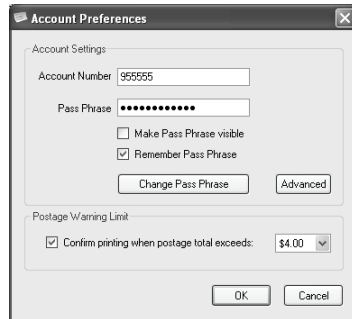 Account Preferences
Account Settings
Account Number 955555
Pass Phrase ●●●●●●●●●●●●
Make Pass Phrase visible
Remember Pass Phrase
Change Pass Phrase Advanced
Postage Warning Limit
Confirm printing when postage total exceeds: $4.00
OK Cancel